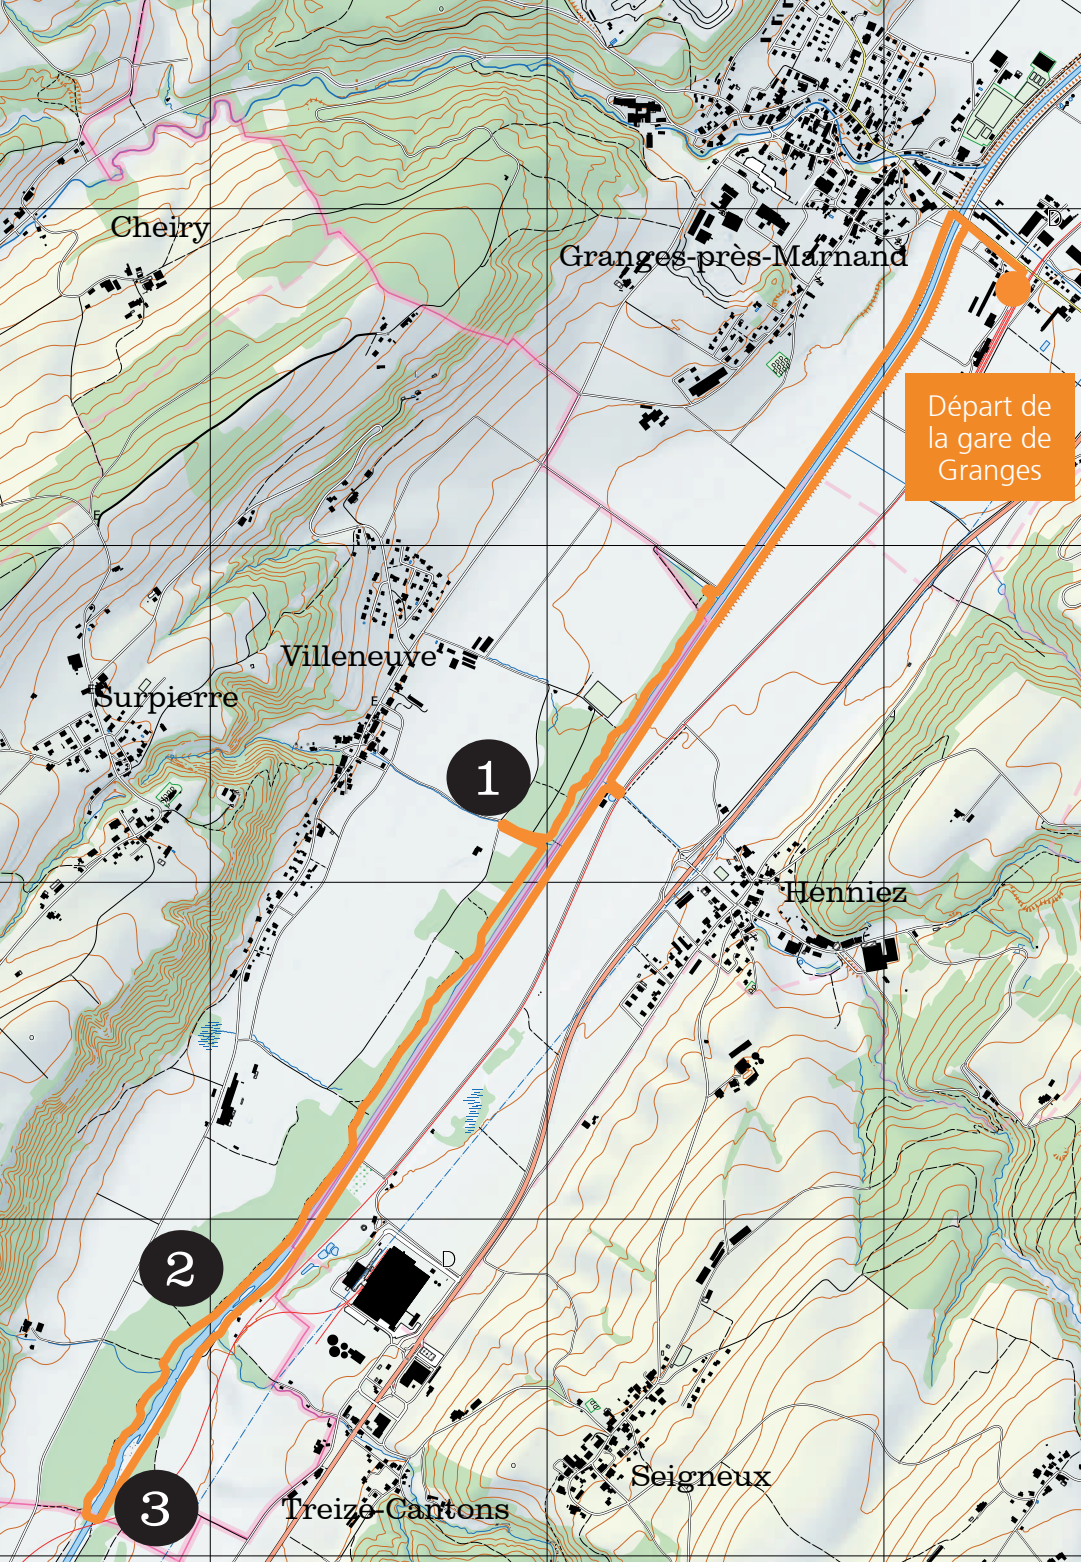 Cheiry
Granges-près-Marnand
D
Départ de
la gare de
Granges
E
Villeneuve
Surpierre
E
1
Henniez
2
D
Seigneux
3
Treize-Cantons